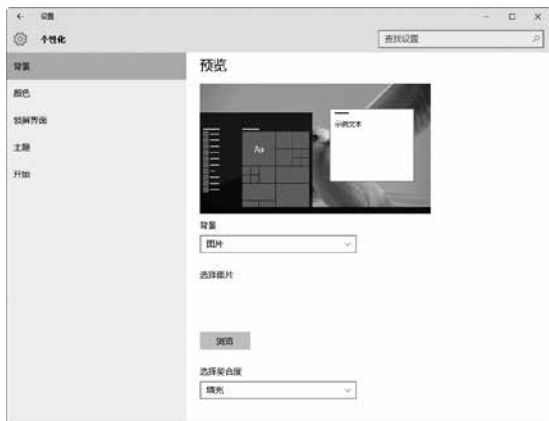 设置
个性化
查找设置
背景
颜色
锁屏界面
主题
开始
预览
Aa
示例文本
背景
图片
选择图片
浏览
选择契合度
填充